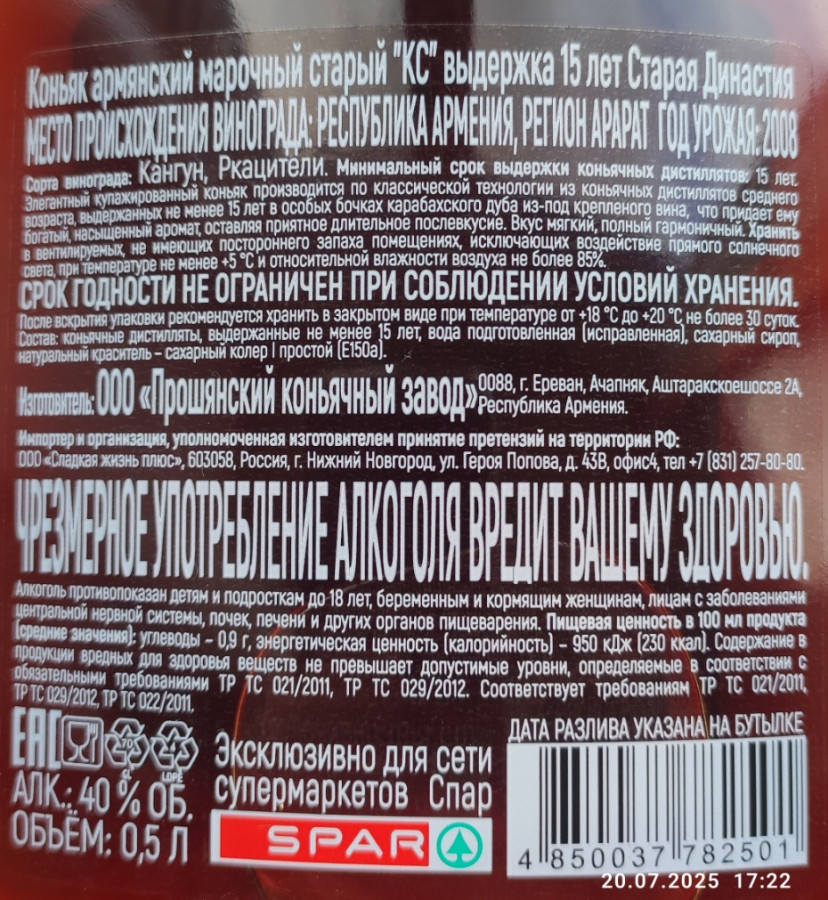 Коньяк армянский марочный старый "КС" выдержка 15 лет Старая Династия
МЕСТО ПРОИСХОЖДЕНИЯ ВИНОГРАДА: РЕСПУБЛИКА АРМЕНИЯ, РЕГИОН АРАРАТ ГОД УРОЖАЯ: 2008
Сорта винограда: Кангун, Ркацители. Минимальный срок выдержки коньячных дистиллятов: 15 лет.
Элегантный купажированный коньяк производится по классической технологии из коньячных дистиллятов среднего
возраста, выдержанных не менее 15 лет в особых бочках карабахского дуба из-под крепленого вина, что придает ему
богатый, насыщенный аромат, оставляя приятное длительное послевкусие. Вкус мягкий, полный гармоничный. Хранить
в вентилируемых, не имеющих постороннего запаха помещениях, исключающих воздействие прямого солнечного
света, при температуре не менее +5 °С и относительной влажности воздуха не более 85%.
СРОК ГОДНОСТИ НЕ ОГРАНИЧЕН ПРИ СОБЛЮДЕНИИ УСЛОВИЙ ХРАНЕНИЯ.
После вскрытия упаковки рекомендуется хранить в закрытом виде при температуре от +18 °С до +20 °С не более 30 суток.
Состав: коньячные дистилляты, выдержанные не менее 15 лет, вода подготовленная (исправленная), сахарный сироп,
натуральный краситель – сахарный колер I простой (Е150а).
Изготовитель: ООО «Прошянский коньячный завод» 0088, г. Ереван, Ачапняк, Аштаракскоешоссе 2А,
Республика Армения.
Импортер и организация, уполномоченная изготовителем принятие претензий на территории РФ:
ООО «Сладкая жизнь плюс», 603058, Россия, г. Нижний Новгород, ул. Героя Попова, д. 43В, офис4, тел +7 (831) 257-80-80.
ЧРЕЗМЕРНОЕ УПОТРЕБЛЕНИЕ АЛКОГОЛЯ ВРЕДИТ ВАШЕМУ ЗДОРОВЬЮ.
Алкоголь противопоказан детям и подросткам до 18 лет, беременным и кормящим женщинам, лицам с заболеваниями
центральной нервной системы, почек, печени и других органов пищеварения. Пищевая ценность в 100 мл продукта
(средние значения): углеводы – 0,9 г, энергетическая ценность (калорийность) – 950 кДж (230 ккал). Содержание в
продукции вредных для здоровья веществ не превышает допустимые уровни, определяемые в соответствии с
обязательными требованиями ТР ТС 021/2011, ТР ТС 029/2012. Соответствует требованиям ТР ТС 021/2011,
ТР ТС 029/2012, ТР ТС 022/2011.
ЕАС
70
GL
4
LDPE
АЛК.: 40 % ОБ.
ОБЪЁМ: 0,5 Л
Эксклюзивно для сети
супермаркетов Спар
SPAR
ДАТА РАЗЛИВА УКАЗАНА НА БУТЫЛКЕ
4 850037 782501
20.07.2025 17:22